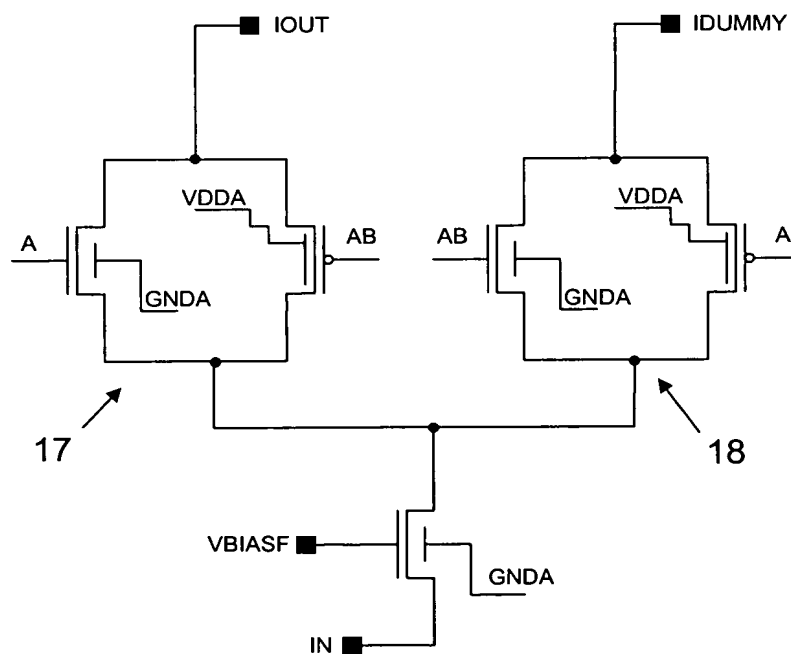 IOUT
IDUMMY
VDDA
VDDA
A
AB
AB
A
GNDA
GNDA
17
18
VBIASF
GNDA
IN